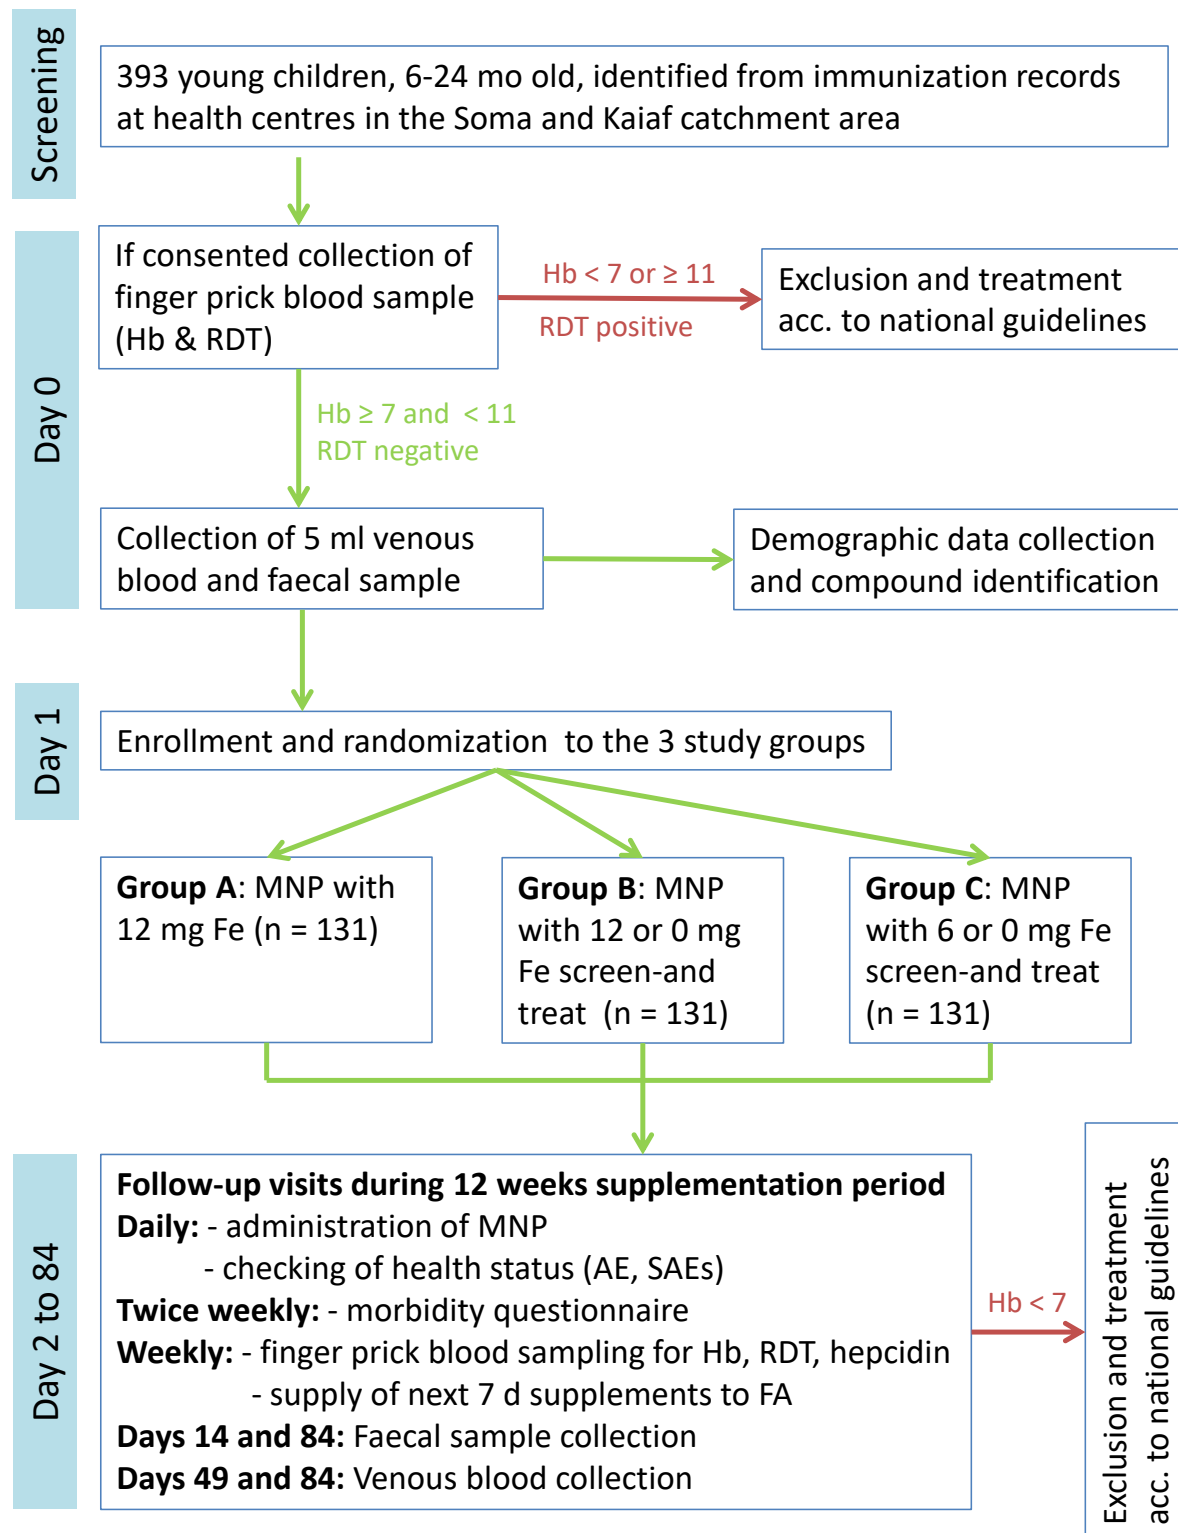 Screening
393 young children, 6-24 mo old, identified from immunization records
at health centres in the Soma and Kaiaf catchment area
Day 0
If consented collection of
finger prick blood sample
(Hb & RDT)
Hb < 7 or ≥ 11
RDT positive
Exclusion and treatment
acc. to national guidelines
Hb ≥ 7 and < 11
RDT negative
Collection of 5 ml venous
blood and faecal sample
Demographic data collection
and compound identification
Day 1
Enrollment and randomization to the 3 study groups
Group A: MNP with
12 mg Fe (n = 131)
Group B: MNP
with 12 or 0 mg
Fe screen-and
treat (n = 131)
Group C: MNP
with 6 or 0 mg Fe
screen-and treat
(n = 131)
Day 2 to 84
Follow-up visits during 12 weeks supplementation period
Daily: - administration of MNP
- checking of health status (AE, SAEs)
Twice weekly: - morbidity questionnaire
Weekly: - finger prick blood sampling for Hb, RDT, hepcidin
- supply of next 7 d supplements to FA
Days 14 and 84: Faecal sample collection
Days 49 and 84: Venous blood collection
Hb < 7
Exclusion and treatment
acc. to national guidelines